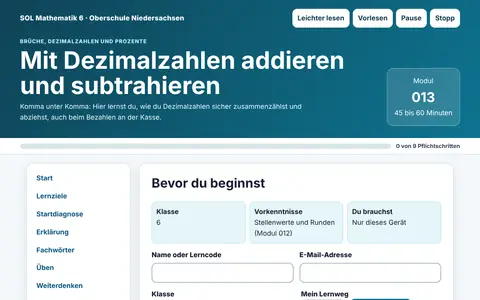 SOL Mathematik 6 · Oberschule Niedersachsen
Leichter lesen
Vorlesen
Pause
Stopp
BRÜCHE, DEZIMALZAHLEN UND PROZENTE
Mit Dezimalzahlen addieren
und subtrahieren
Komma unter Komma: Hier lernst du, wie du Dezimalzahlen sicher zusammenzählst und
abziehst, auch beim Bezahlen an der Kasse.
Modul
013
45 bis 60 Minuten
0 von 9 Pflichtschritten
Start
Lernziele
Startdiagnose
Erklärung
Fachwörter
Üben
Weiterdenken
Bevor du beginnst
Klasse
6
Vorkenntnisse
Stellenwerte und Runden
(Modul 012)
Du brauchst
Nur dieses Gerät
Name oder Lerncode
E-Mail-Adresse
Klasse
Mein Lernweg